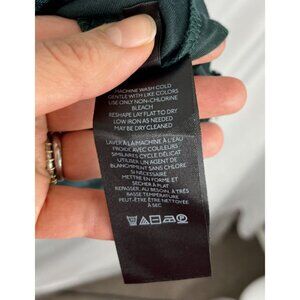 MACHINE WASH COLD
GENTLE WITH LIKE COLORS
USE ONLY NON-CHLORINE
BLEACH
RESHAPE LAY FLAT TO DRY
LOW IRON AS NEEDED
MAY BE DRY CLEANED
LAVER À LA MACHINE À L'EAU
FROIDE AVEC COULEURS
SIMILAIRES CYCLE DÉLICAT
UTILISER UN AGENT DE
BLANCHIMENT SANS CHLORE
SI NÉCESSAIRE
METTRE EN FORME ET
SÉCHER À PLAT
REPASSER, AU BESOIN, À TRÈS
BASSE TEMPÉRATURE
PEUT-ÊTRE ÊTRE NETTOYÉE
À SEC